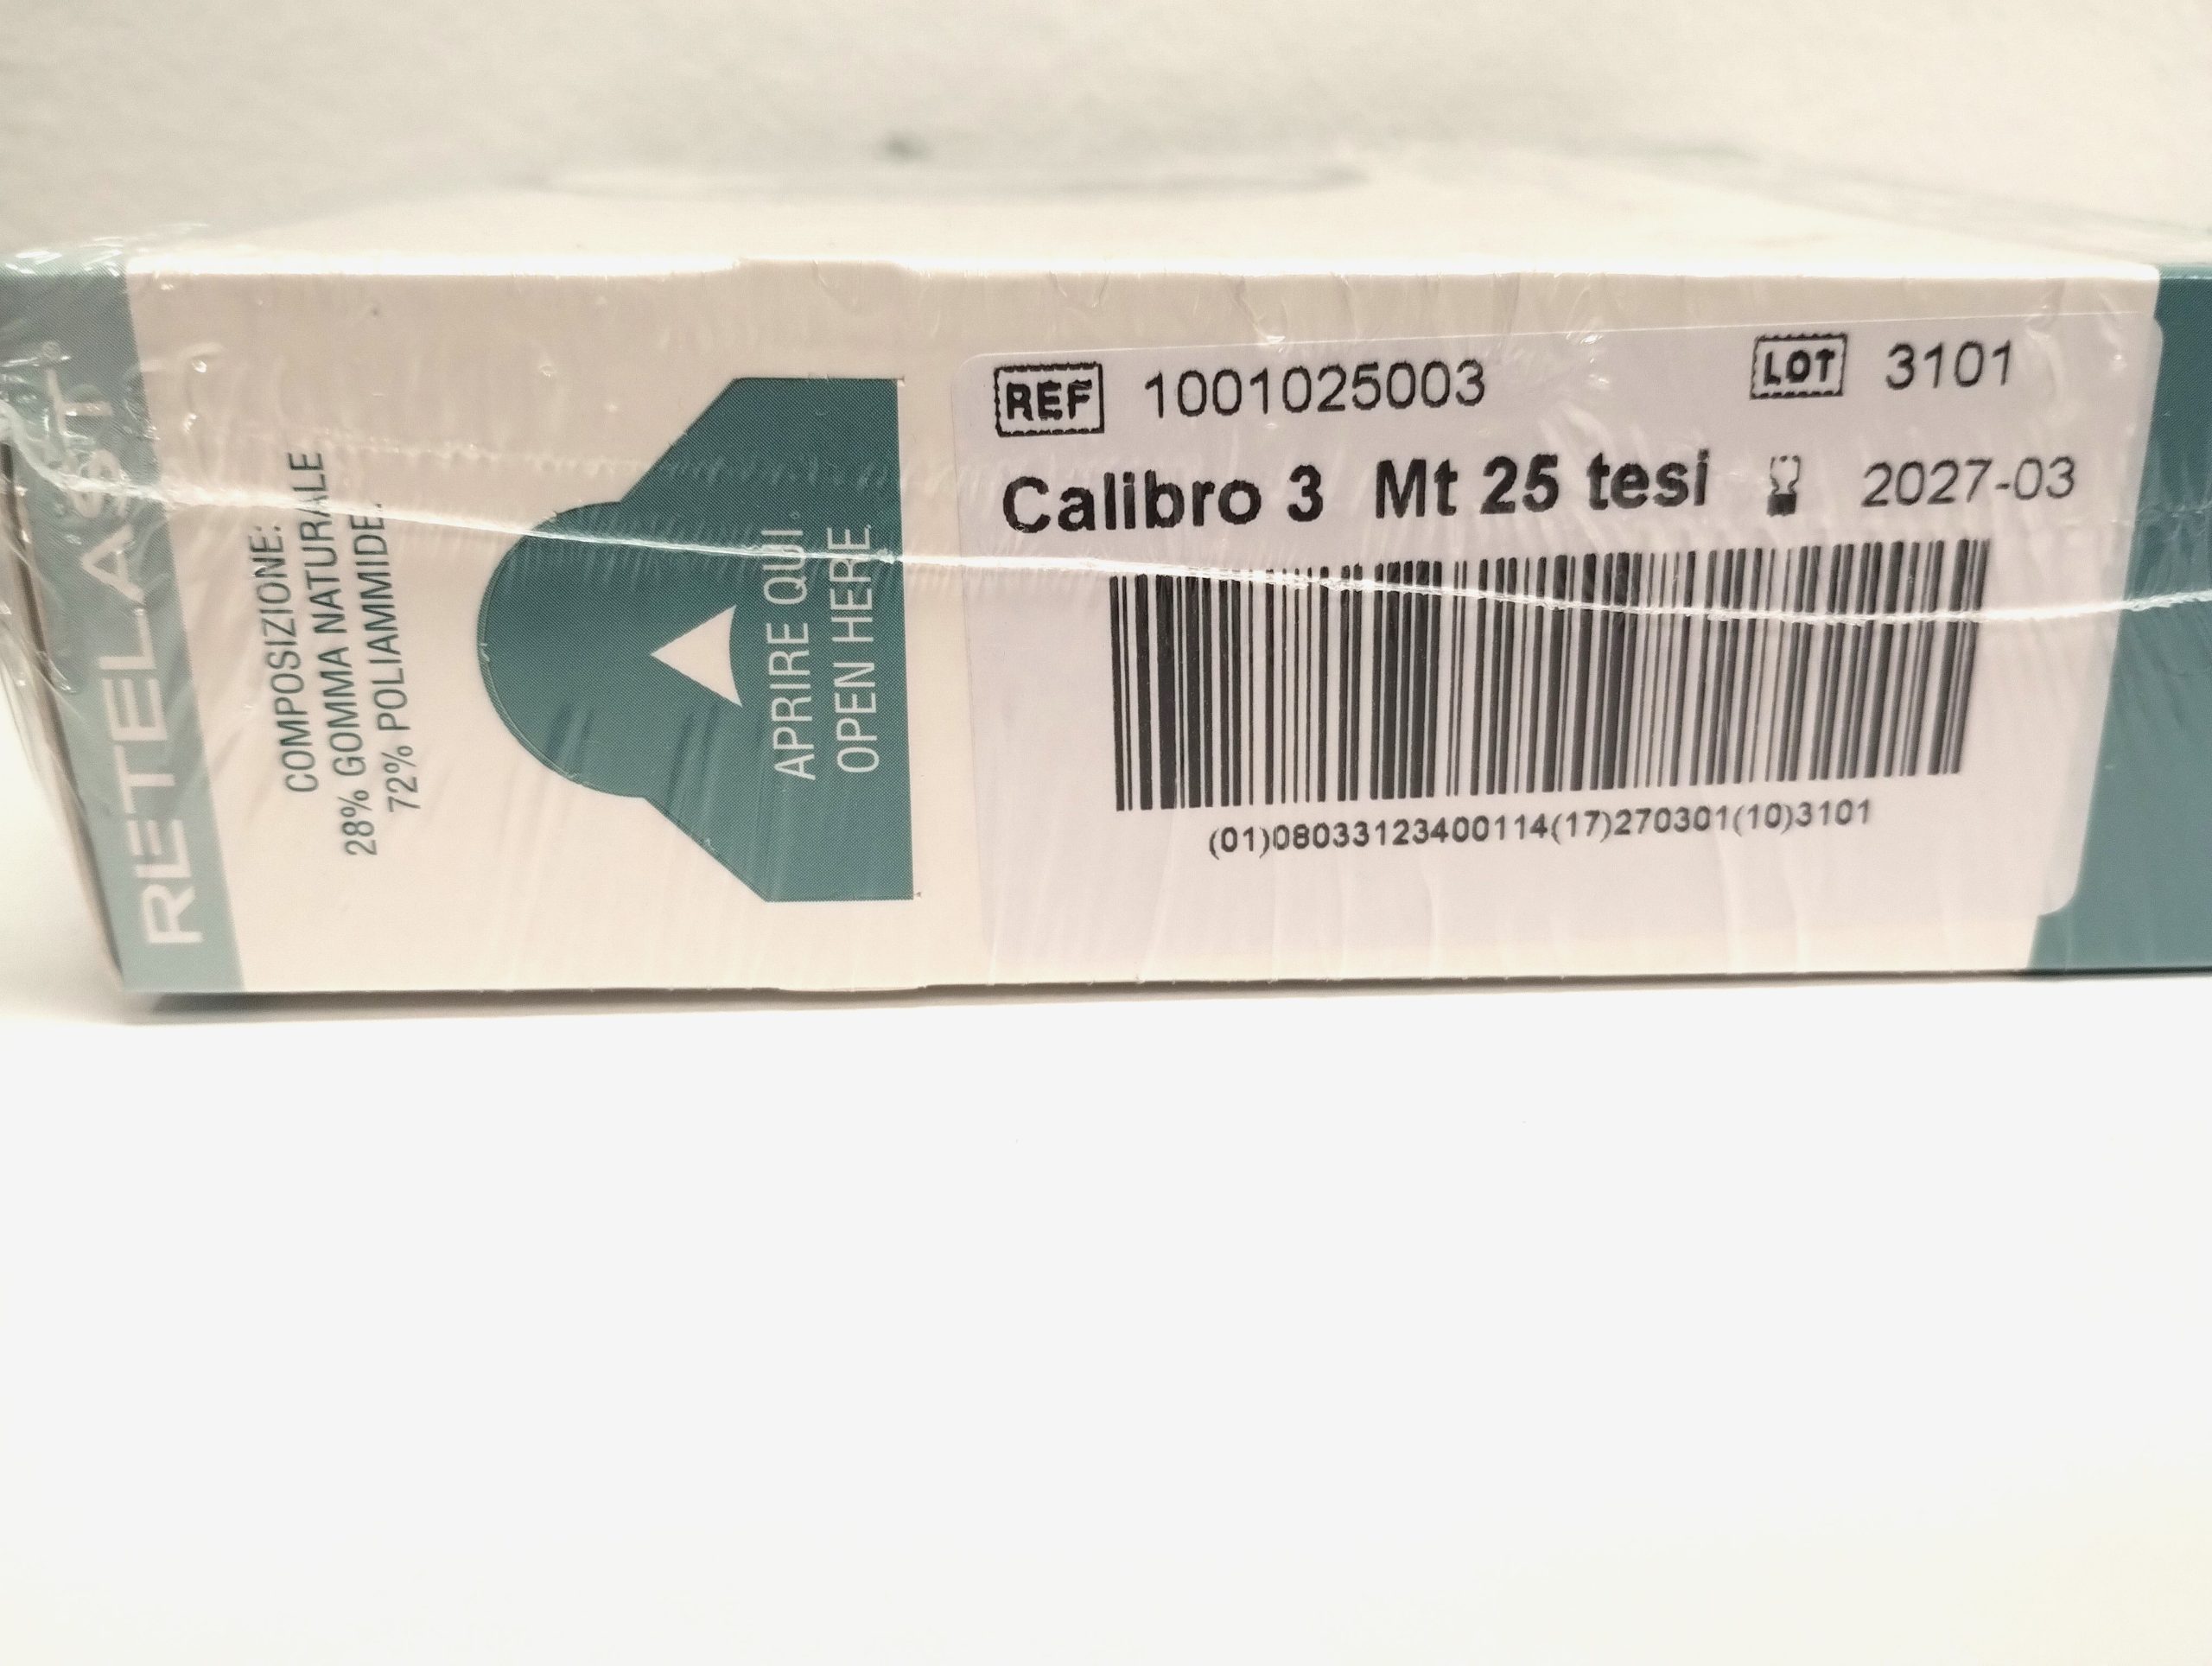 RETELAST
COMPOSIZIONE:
28% GOMMA NATURALE
72% POLIAMMIDE.
APRIRE QUI
OPEN HERE
REF 1001025003 LOT 3101
Calibro 3 Mt 25 tesi 2027-03
(01)08033123400114(17)270301(10)3101